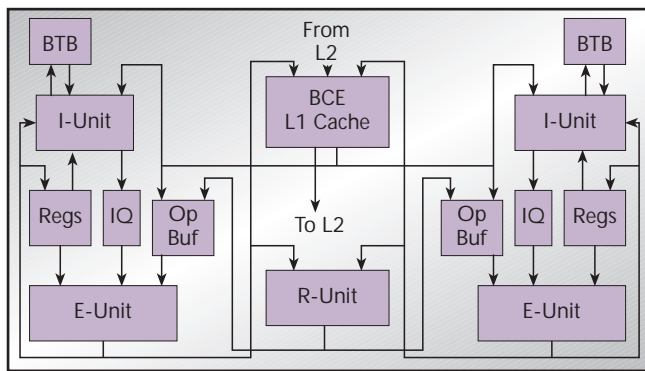 BTB
I-Unit
Regs
IQ
Op
Buf
E-Unit
From
L2
BCE
L1 Cache
To L2
R-Unit
BTB
I-Unit
Op
Buf
IQ
Regs
E-Unit